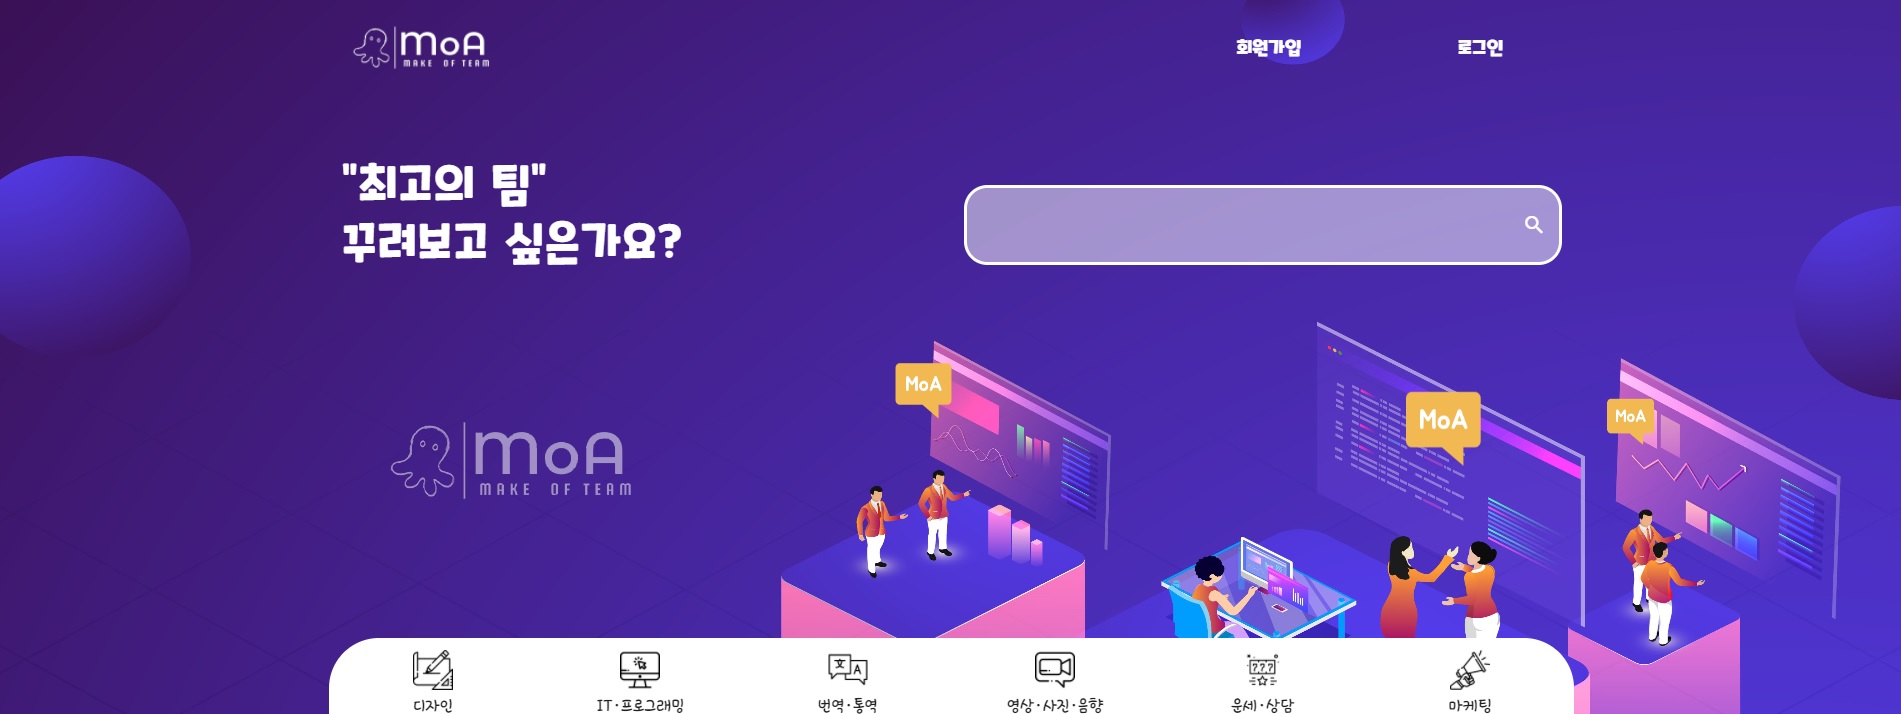 MoA
MAKE OF TEAM
회원가입
로그인
"최고의 팀"
꾸려보고 싶은가요?
MoA
MoA
MoA
MoA
MAKE OF TEAM
文 A
???
디자인
IT·프로그래밍
번역·통역
영상·사진·음향
운세·상담
마케팅